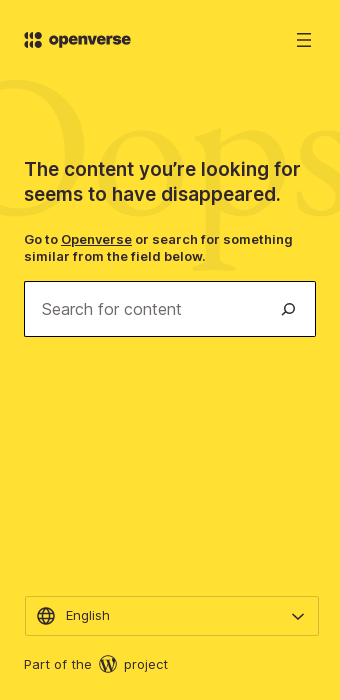 openverse
Oops
The content you’re looking for
seems to have disappeared.
Go to Openverse or search for something
similar from the field below.
Search for content
English
Part of the W project